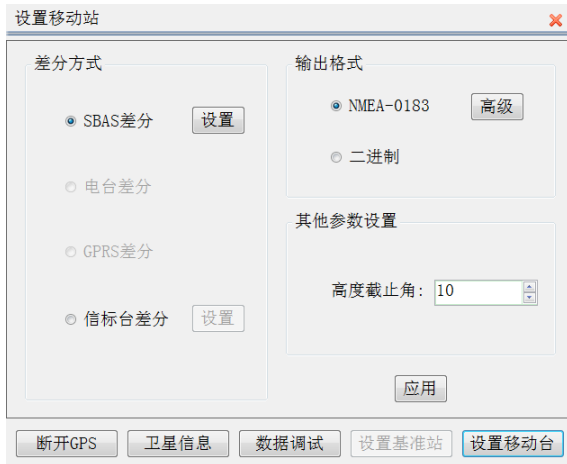 设置移动站
差分方式
SBAS差分 设置
电台差分
GPRS差分
信标台差分 设置
输出格式
NMEA-0183 高级
二进制
其他参数设置
高度截止角: 10
应用
断开GPS 卫星信息 数据调试 设置基准站 设置移动台